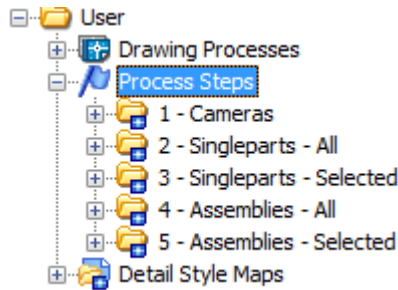 User
Drawing Processes
Process Steps
1 - Cameras
2 - Singleparts - All
3 - Singleparts - Selected
4 - Assemblies - All
5 - Assemblies - Selected
Detail Style Maps